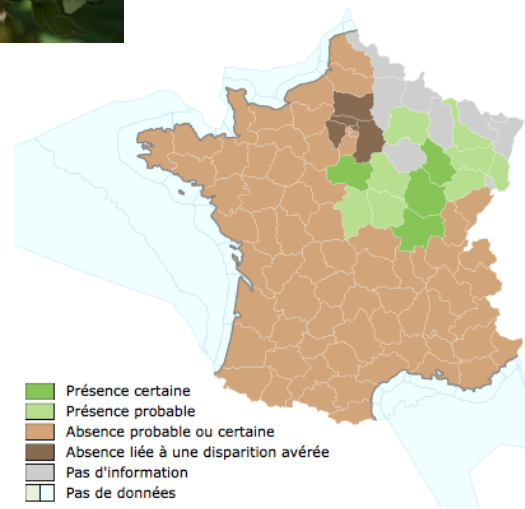 Présence certaine
Présence probable
Absence probable ou certaine
Absence liée à une disparition avérée
Pas d'information
Pas de données